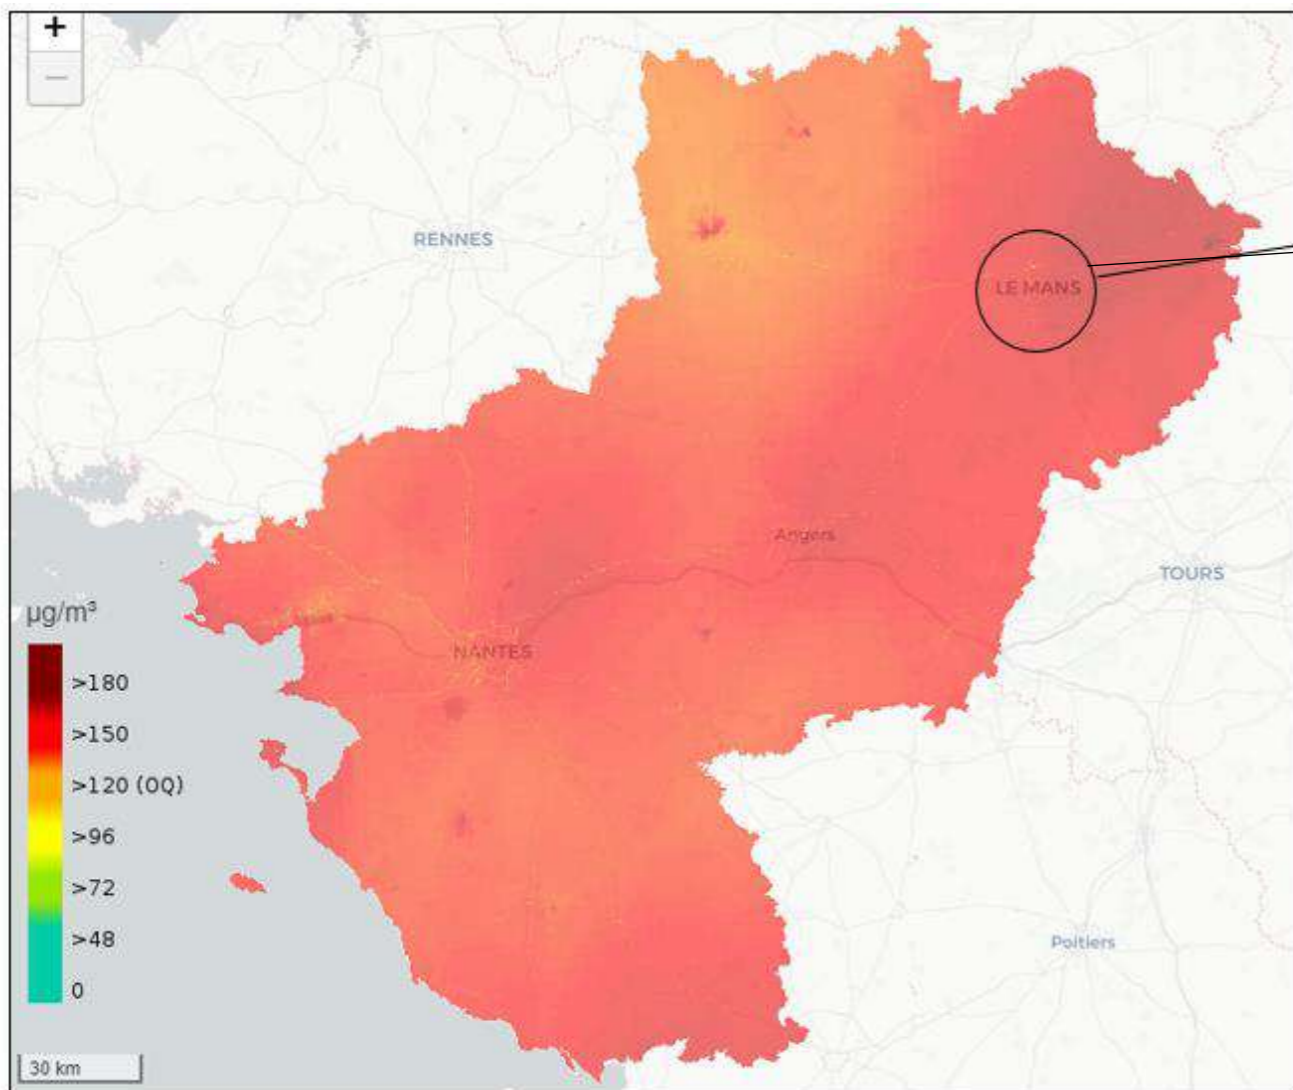 +
−
RENNES
LE MANS
Angers
TOURS
NANTES
µg/m³
>180
>150
>120 (OQ)
>96
>72
>48
0
Poitiers
30 km